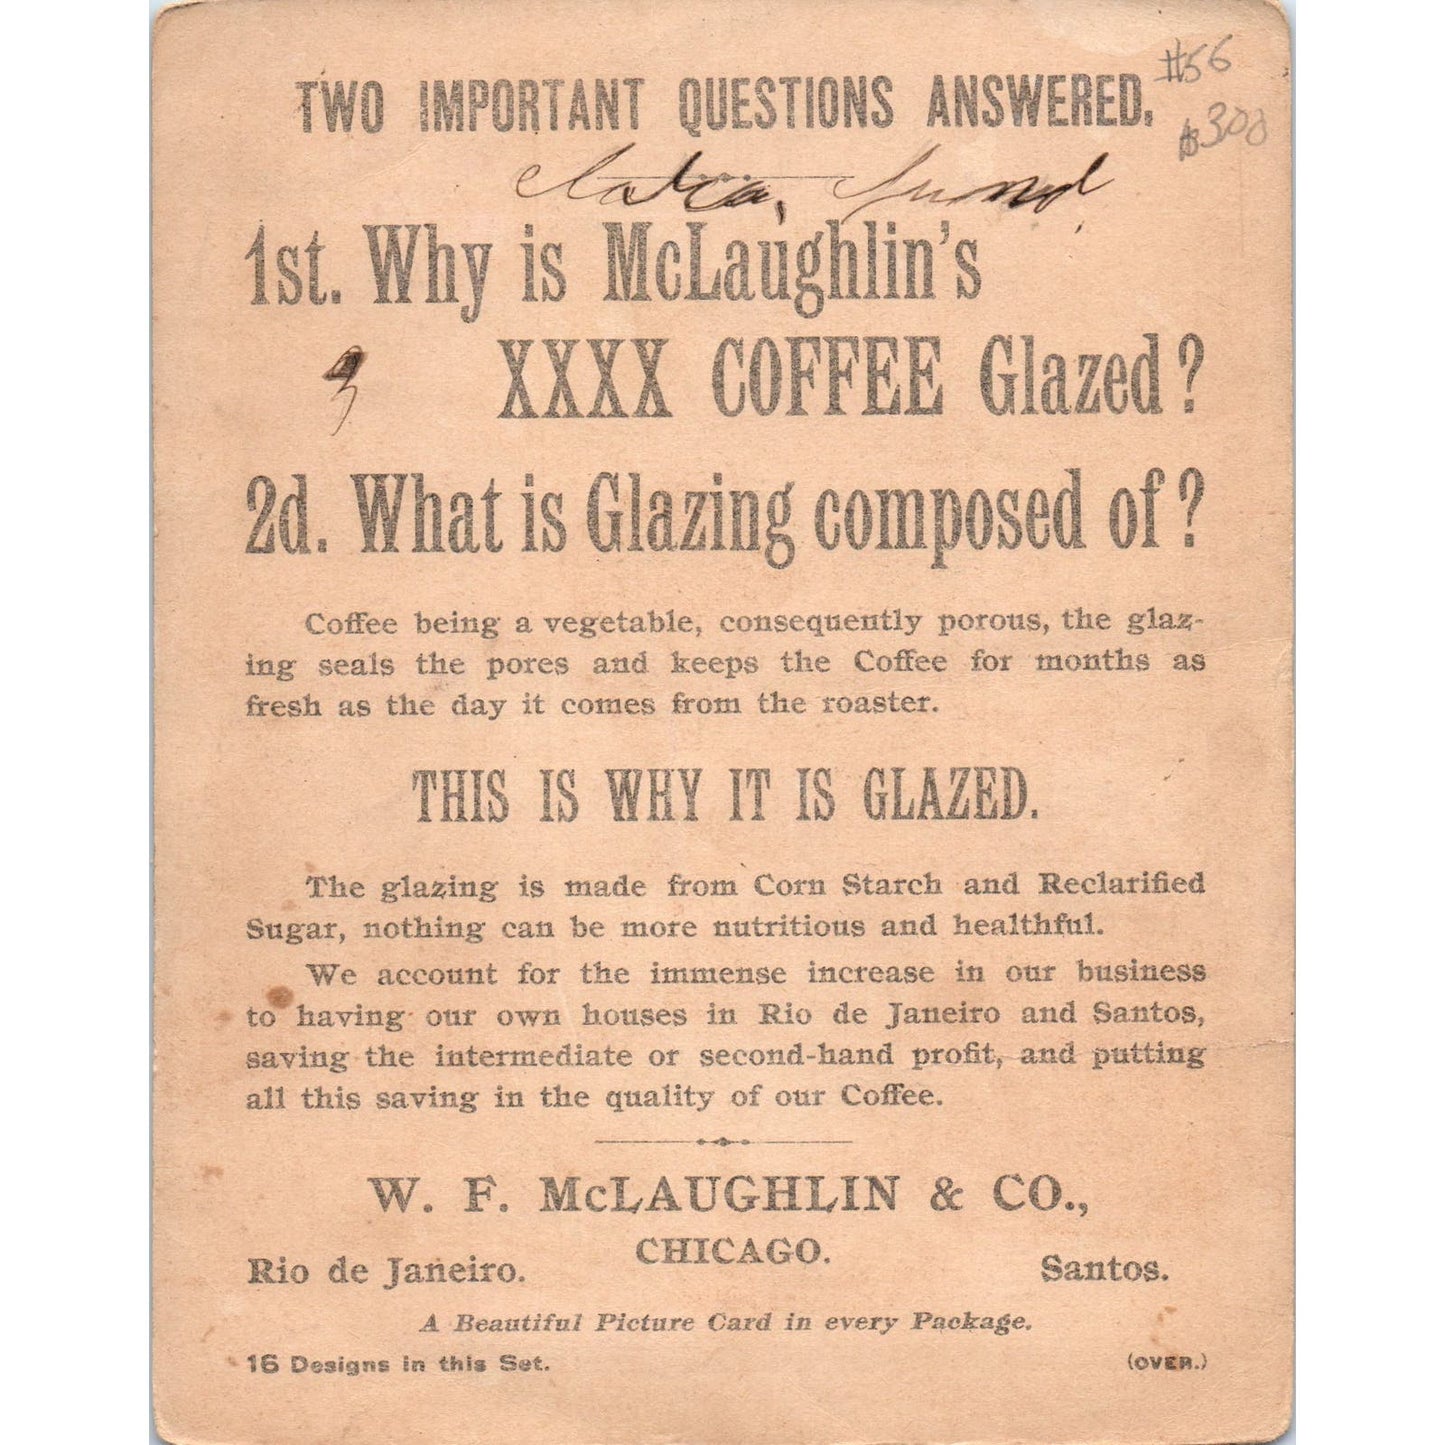 #56
TWO IMPORTANT QUESTIONS ANSWERED.
300
1st. Why is McLaughlin's
XXXX COFFEE Glazed?
2d. What is Glazing composed of?
Coffee being a vegetable, consequently porous, the glaz-
ing seals the pores and keeps the Coffee for months as
fresh as the day it comes from the roaster.
THIS IS WHY IT IS GLAZED.
The glazing is made from Corn Starch and Reclarified
Sugar, nothing can be more nutritious and healthful.
We account for the immense increase in our business
to having our own houses in Rio de Janeiro and Santos,
saving the intermediate or second-hand profit, and putting
all this saving in the quality of our Coffee.
W. F. McLAUGHLIN & CO.,
CHICAGO.
Rio de Janeiro. Santos.
A Beautiful Picture Card in every Package.
16 Designs in this Set. (OVER.)